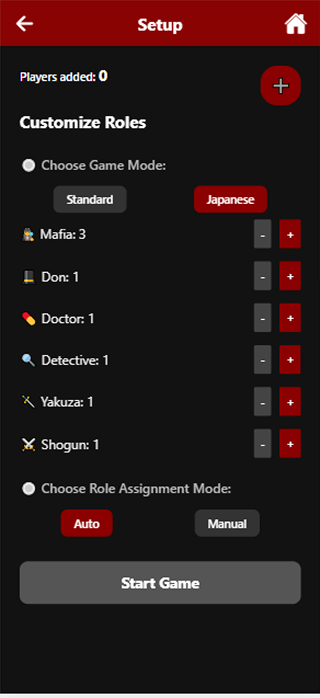 Setup
Players added: 0
+
Customize Roles
Choose Game Mode:
Standard Japanese
Mafia: 3 - +
Don: 1 - +
Doctor: 1 - +
Detective: 1 - +
Yakuza: 1 - +
Shogun: 1 - +
Choose Role Assignment Mode:
Auto Manual
Start Game